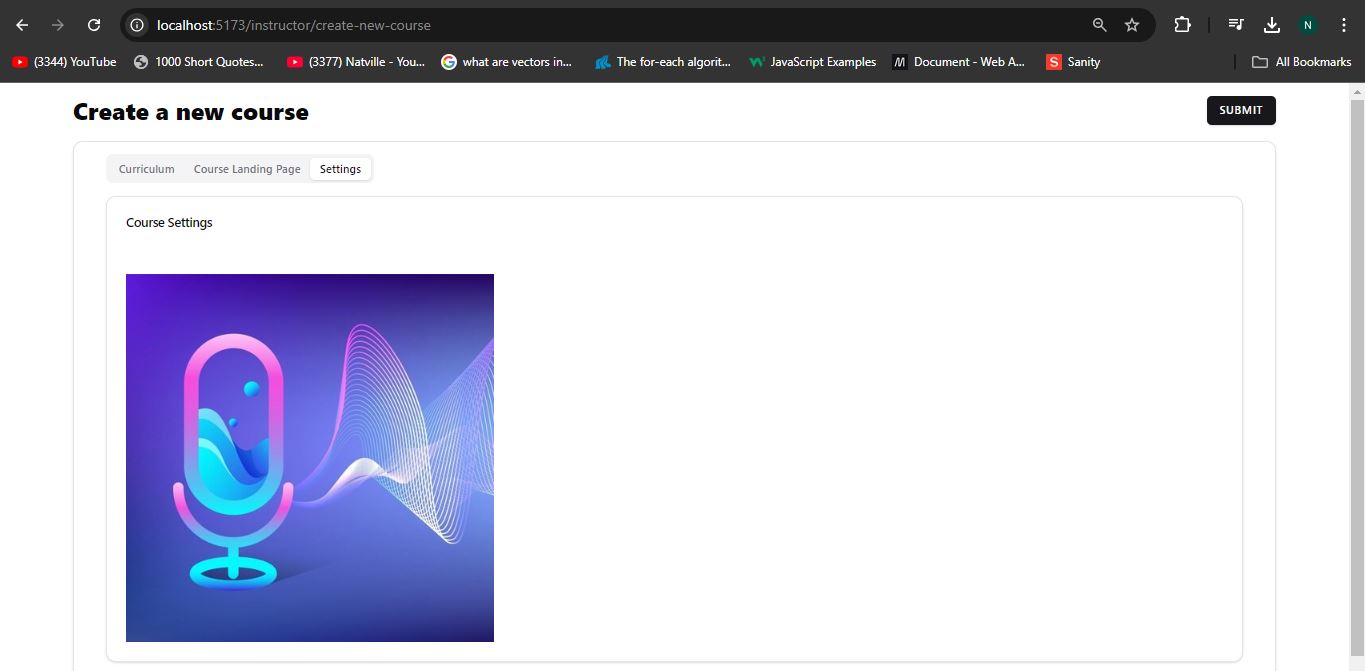 localhost:5173/instructor/create-new-course
N
(3344) YouTube
1000 Short Quotes...
(3377) Natville - You...
what are vectors in...
The for-each algorit...
JavaScript Examples
Document - Web A...
S Sanity
All Bookmarks
Create a new course
SUBMIT
Curriculum
Course Landing Page
Settings
Course Settings